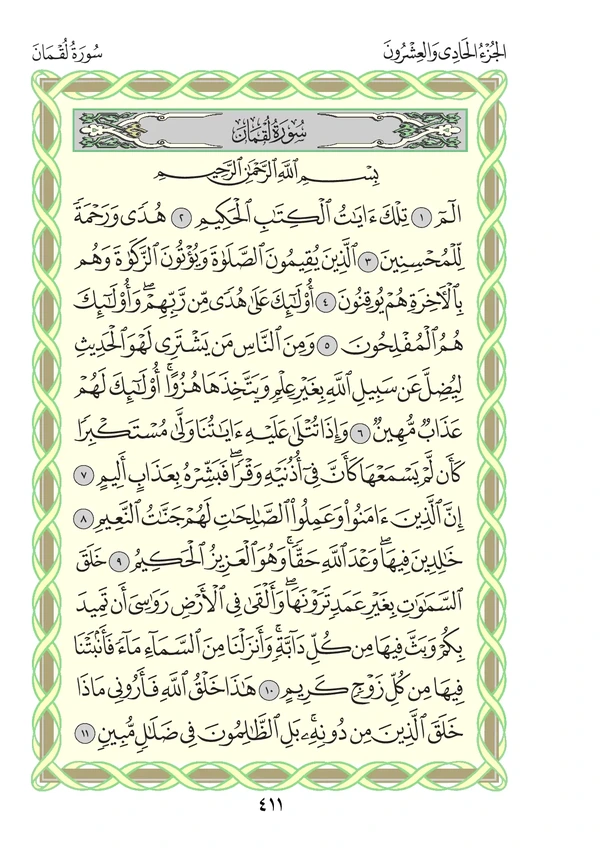 الجُزْءُ الحَادِى وَالعِشْرُونَ
سُورَةُ لُقْمَانَ
سُورَةُ لُقْمَانَ
بِسْمِ ٱللَّهِ ٱلرَّحْمَٰنِ ٱلرَّحِيمِ
الٓمٓ ١ تِلْكَ ءَايَٰتُ ٱلْكِتَٰبِ ٱلْحَكِيمِ ٢ هُدًى وَرَحْمَةً
لِّلْمُحْسِنِينَ ٣ ٱلَّذِينَ يُقِيمُونَ ٱلصَّلَوٰةَ وَيُؤْتُونَ ٱلزَّكَوٰةَ وَهُم
بِٱلْءَاخِرَةِ هُمْ يُوقِنُونَ ٤ أُو۟لَٰٓئِكَ عَلَىٰ هُدًى مِّن رَّبِّهِمْ ۖ وَأُو۟لَٰٓئِكَ
هُمُ ٱلْمُفْلِحُونَ ٥ وَمِنَ ٱلنَّاسِ مَن يَشْتَرِى لَهْوَ ٱلْحَدِيثِ
لِيُضِلَّ عَن سَبِيلِ ٱللَّهِ بِغَيْرِ عِلْمٍ وَيَتَّخِذَهَا هُزُوًا ۚ أُو۟لَٰٓئِكَ لَهُمْ
عَذَابٌ مُّهِينٌ ٦ وَإِذَا تُتْلَىٰ عَلَيْهِ ءَايَٰتُنَا وَلَّىٰ مُسْتَكْبِرًا
كَأَن لَّمْ يَسْمَعْهَا كَأَنَّ فِىٓ أُذُنَيْهِ وَقْرًا ۖ فَبَشِّرْهُ بِعَذَابٍ أَلِيمٍ ٧
إِنَّ ٱلَّذِينَ ءَامَنُوا۟ وَعَمِلُوا۟ ٱلصَّٰلِحَٰتِ لَهُمْ جَنَّٰتُ ٱلنَّعِيمِ ٨
خَٰلِدِينَ فِيهَا ۖ وَعْدَ ٱللَّهِ حَقًّا ۚ وَهُوَ ٱلْعَزِيزُ ٱلْحَكِيمُ ٩ خَلَقَ
ٱلسَّمَٰوَٰتِ بِغَيْرِ عَمَدٍ تَرَوْنَهَا ۖ وَأَلْقَىٰ فِى ٱلْأَرْضِ رَوَٰسِىَ أَن تَمِيدَ
بِكُمْ وَبَثَّ فِيهَا مِن كُلِّ دَآبَّةٍ ۚ وَأَنزَلْنَا مِنَ ٱلسَّمَآءِ مَآءً فَأَنۢبَتْنَا
فِيهَا مِن كُلِّ زَوْجٍ كَرِيمٍ ١٠ هَٰذَا خَلْقُ ٱللَّهِ فَأَرُونِى مَاذَا
خَلَقَ ٱلَّذِينَ مِن دُونِهِۦ ۚ بَلِ ٱلظَّٰلِمُونَ فِى ضَلَٰلٍ مُّبِينٍ ١١
٤١١